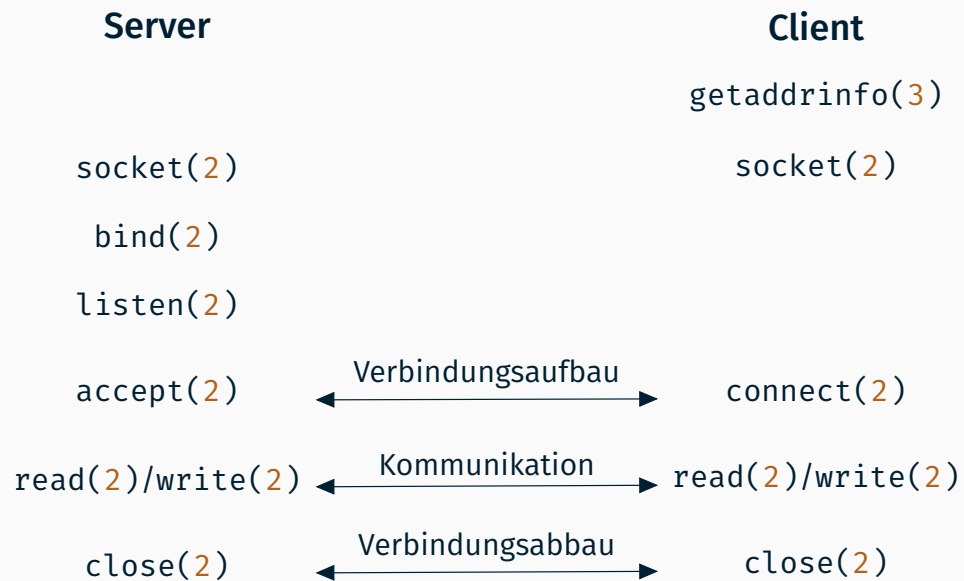 Server Client
getaddrinfo(3)
socket(2) socket(2)
bind(2)
listen(2)
accept(2) Verbindungsaufbau connect(2)
read(2)/write(2) Kommunikation read(2)/write(2)
close(2) Verbindungsabbau close(2)